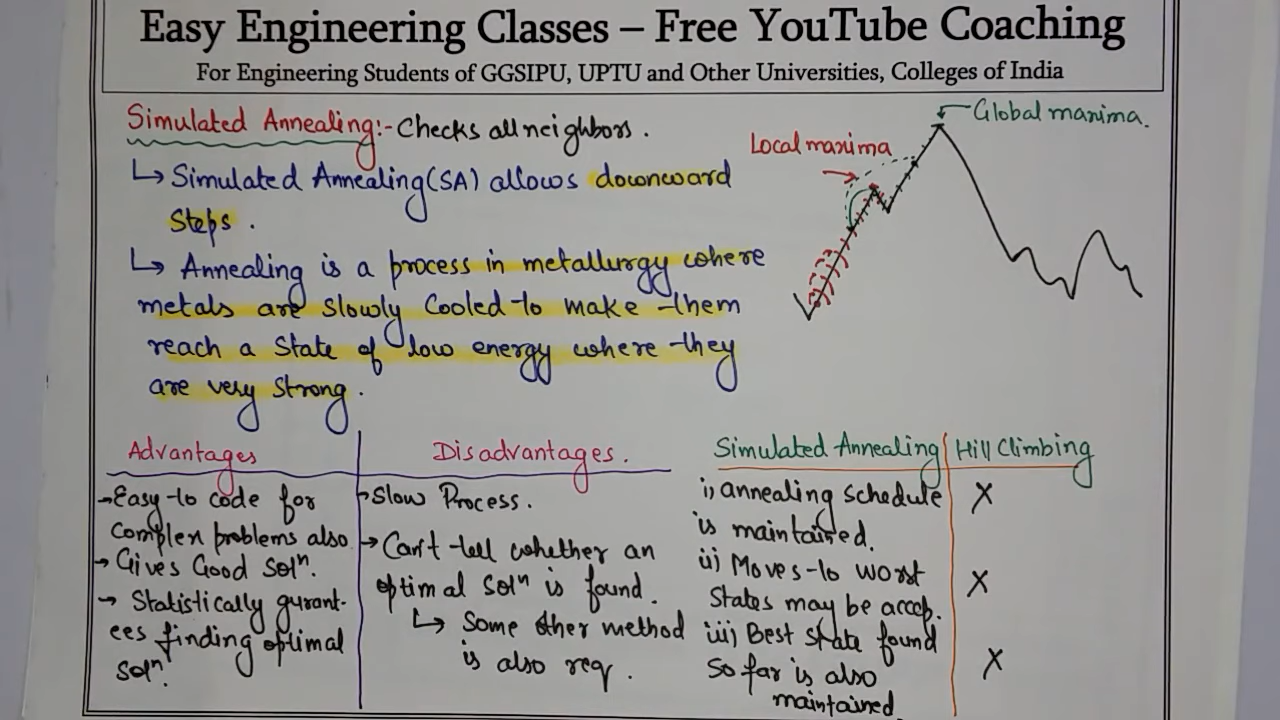 Easy Engineering Classes – Free YouTube Coaching
For Engineering Students of GGSIPU, UPTU and Other Universities, Colleges of India
Simulated Annealing:- Checks all neighbors.
↳ Simulated Annealing(SA) allows downward
Steps.
↳ Annealing is a process in metallurgy where
metals are slowly cooled to make them
reach a State of low energy where they
are very strong.
Global maxima.
Local maxima
Advantages
→Easy to code for
complex problems also
→ Gives Good Solⁿ.
→ Statistically gurant-
ees finding optimal
solⁿ.
Disadvantages.
→Slow Process.
→ Can't tell whether an
optimal solⁿ is found.
↳ Some other method
is also req.
Simulated Annealing | Hill Climbing
i) annealing schedule X
is maintained.
ii) Moves to worst
States may be accep. X
iii) Best state found
So far is also X
maintained